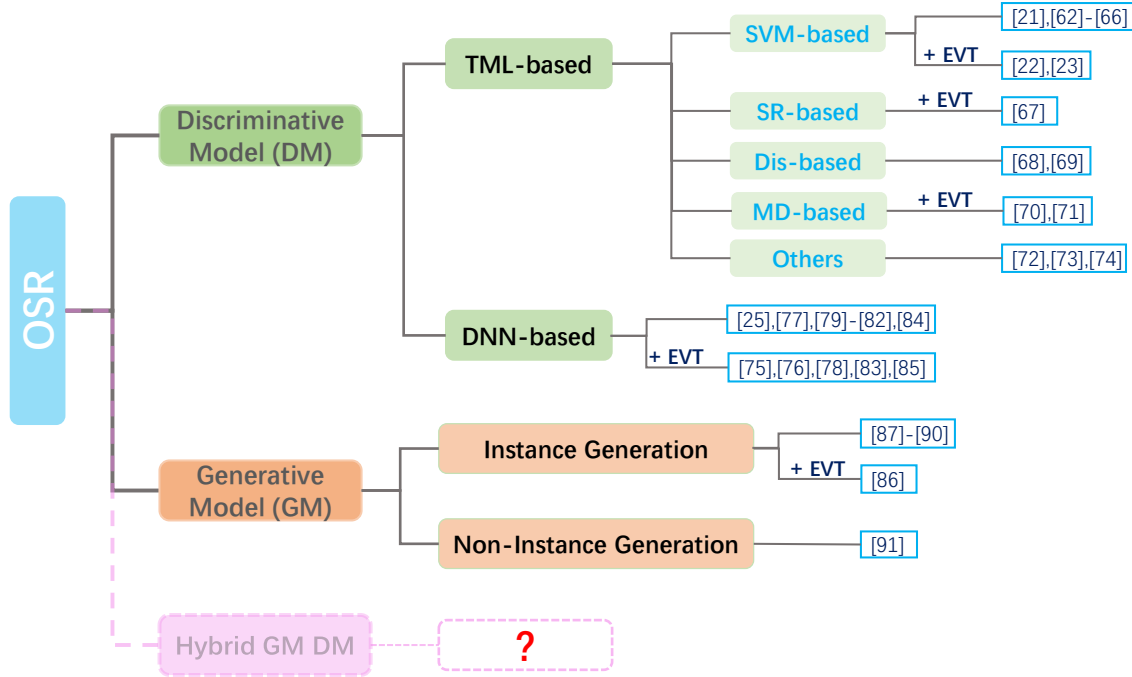 OSR
Discriminative
Model (DM)
TML-based
SVM-based
[21],[62]-[66]
+ EVT
[22],[23]
SR-based
+ EVT
[67]
Dis-based
[68],[69]
MD-based
+ EVT
[70],[71]
Others
[72],[73],[74]
DNN-based
[25],[77],[79]-[82],[84]
+ EVT
[75],[76],[78],[83],[85]
Generative
Model (GM)
Instance Generation
[87]-[90]
+ EVT
[86]
Non-Instance Generation
[91]
Hybrid GM DM
?